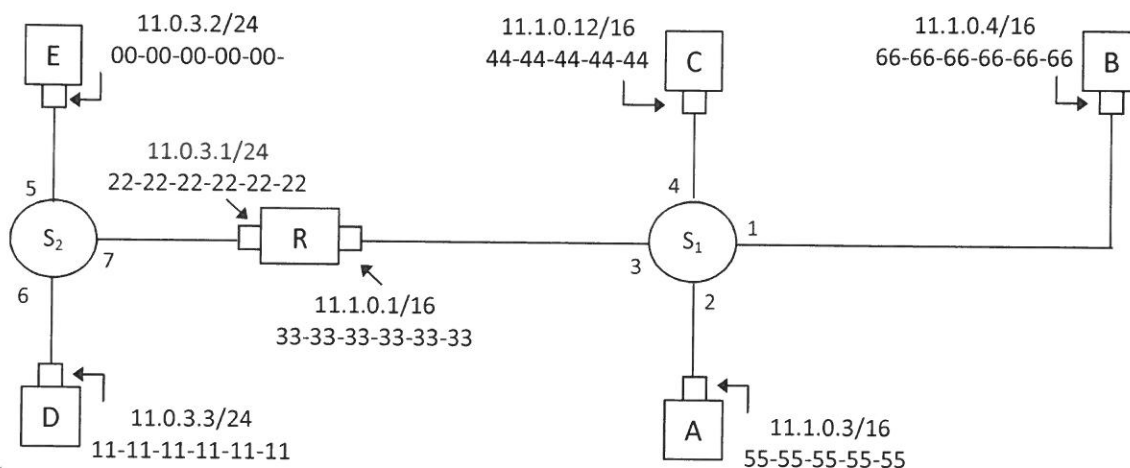 11.0.3.2/24
00-00-00-00-00-
E
11.1.0.12/16
44-44-44-44-44
C
11.1.0.4/16
66-66-66-66-66-66
B
11.0.3.1/24
22-22-22-22-22-22
5
S₂
7
6
R
4
S₁
1
3
2
11.1.0.1/16
33-33-33-33-33-33
D
11.0.3.3/24
11-11-11-11-11-11
A
11.1.0.3/16
55-55-55-55-55